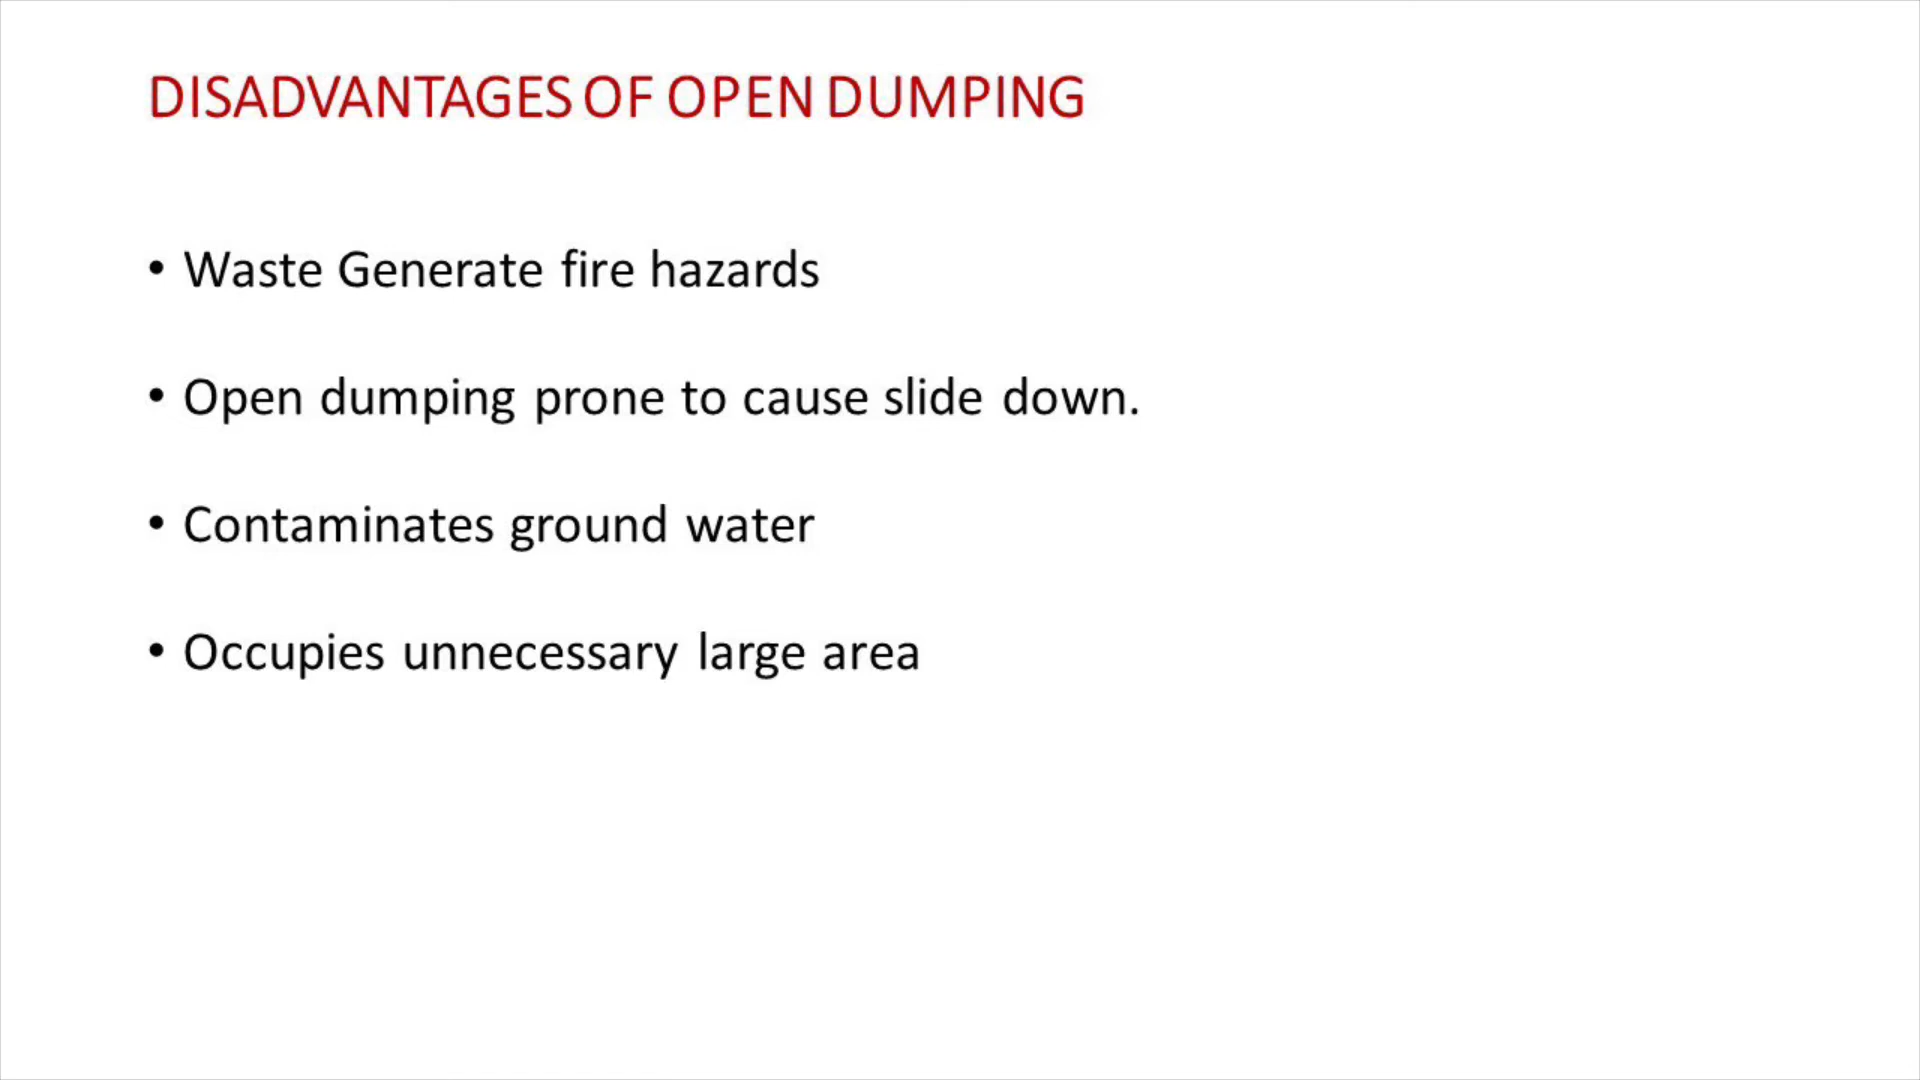 DISADVANTAGES OF OPEN DUMPING
• Waste Generate fire hazards
• Open dumping prone to cause slide down.
• Contaminates ground water
• Occupies unnecessary large area